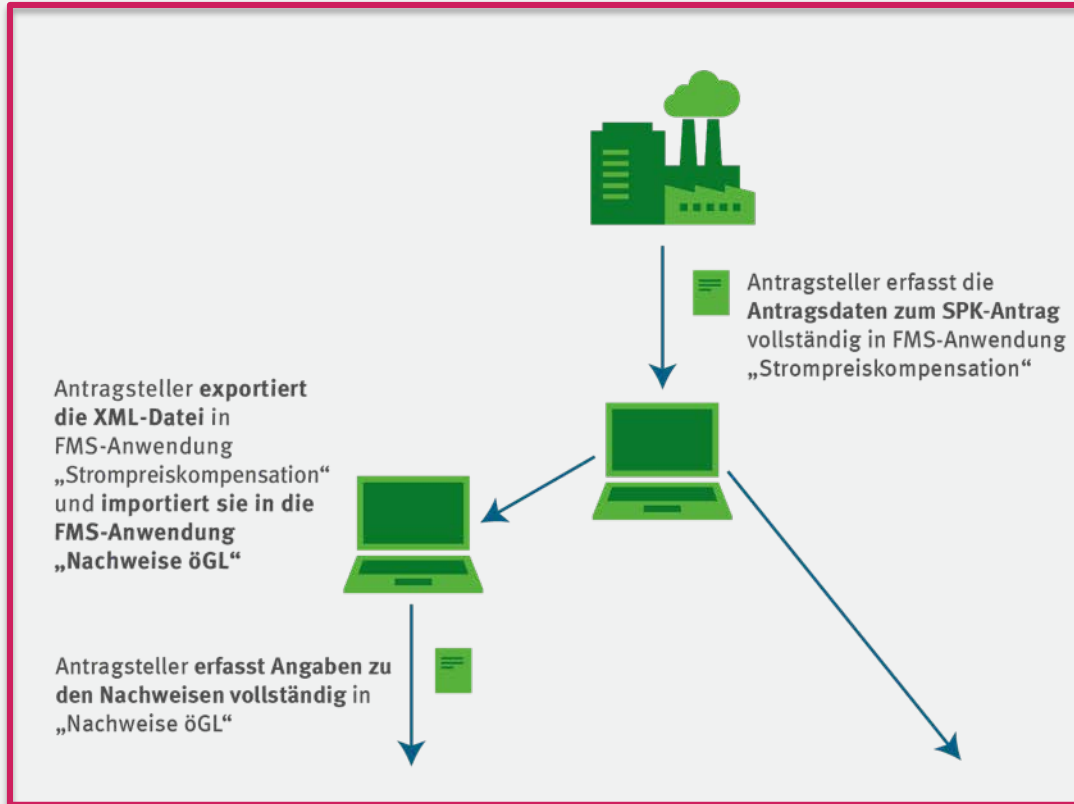 Antragsteller erfasst die
Antragsdaten zum SPK-Antrag
vollständig in FMS-Anwendung
„Strompreiskompensation“
Antragsteller exportiert
die XML-Datei in
FMS-Anwendung
„Strompreiskompensation“
und importiert sie in die
FMS-Anwendung
„Nachweise öGL“
Antragsteller erfasst Angaben zu
den Nachweisen vollständig in
„Nachweise öGL“